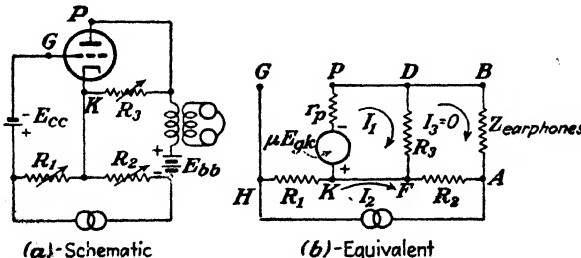 P
G
K
R3
- Ecc
+
R1
R2
+
Ebb
-
(a)-Schematic
G
P
D
B
rp
-
I1
I3=0
Zearphones
μEgk
R3
+
R1
K
F
R2
A
H
I2
(b)-Equivalent